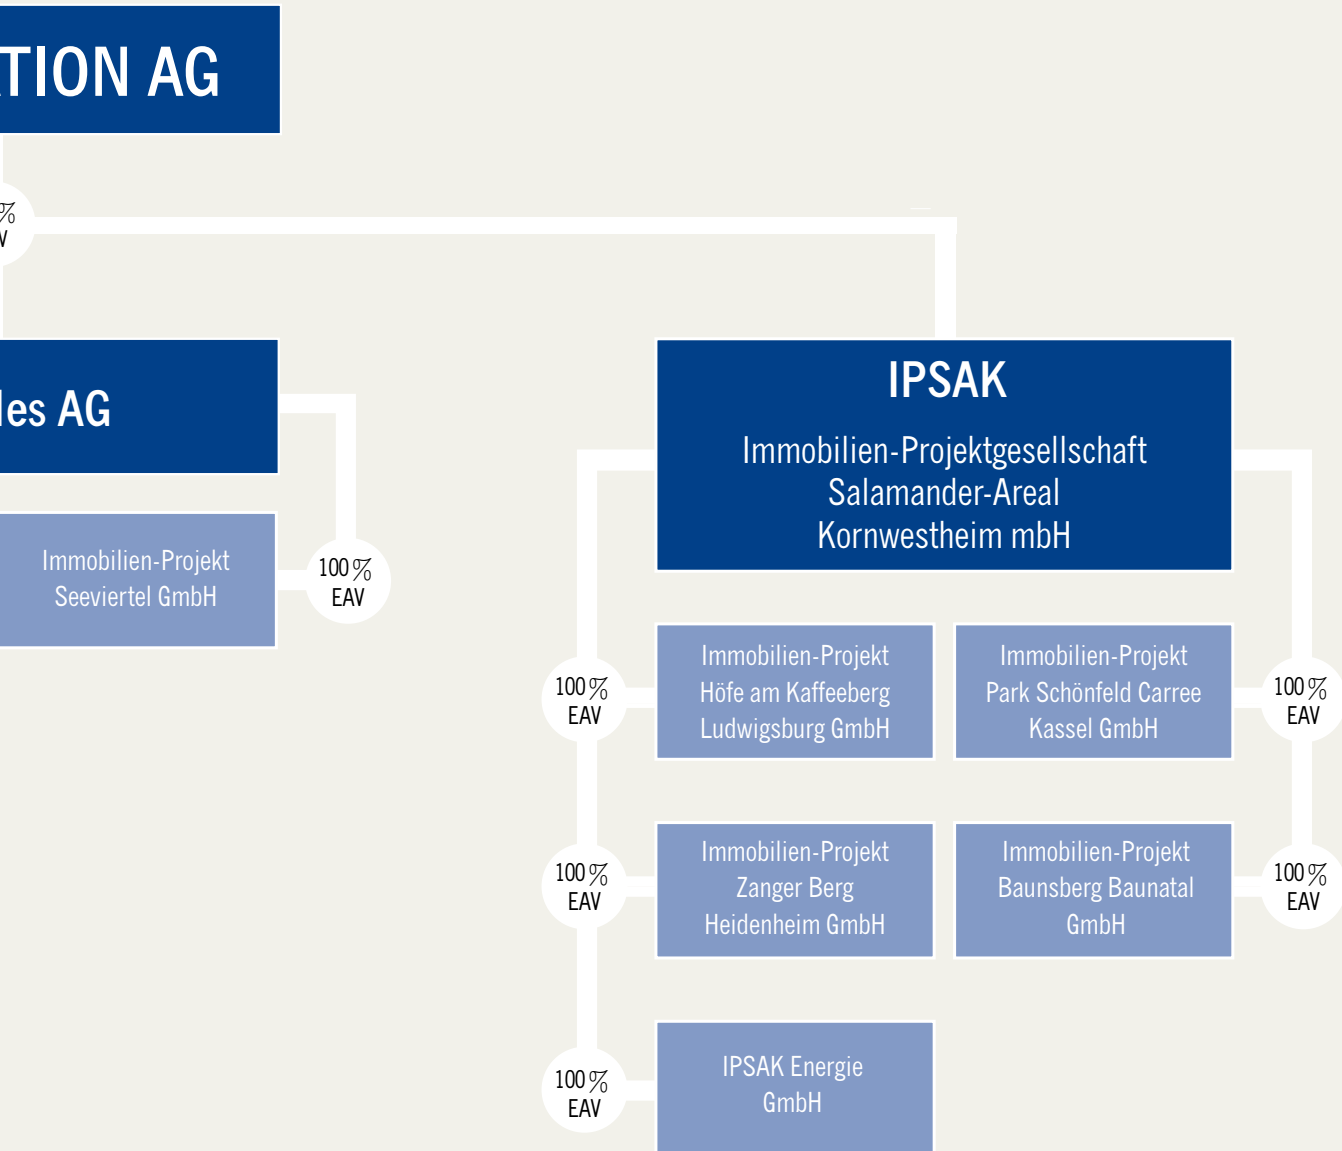 TION AG
%
les AG
Immobilien-Projekt
Seeviertel GmbH
100 %
EAV
IPSAK
Immobilien-Projektgesellschaft
Salamander-Areal
Kornwestheim mbH
100 %
EAV
Immobilien-Projekt
Höfe am Kaffeeberg
Ludwigsburg GmbH
Immobilien-Projekt
Park Schönfeld Carree
Kassel GmbH
100 %
EAV
100 %
EAV
Immobilien-Projekt
Zanger Berg
Heidenheim GmbH
Immobilien-Projekt
Baunsberg Baunatal
GmbH
100 %
EAV
100 %
EAV
IPSAK Energie
GmbH